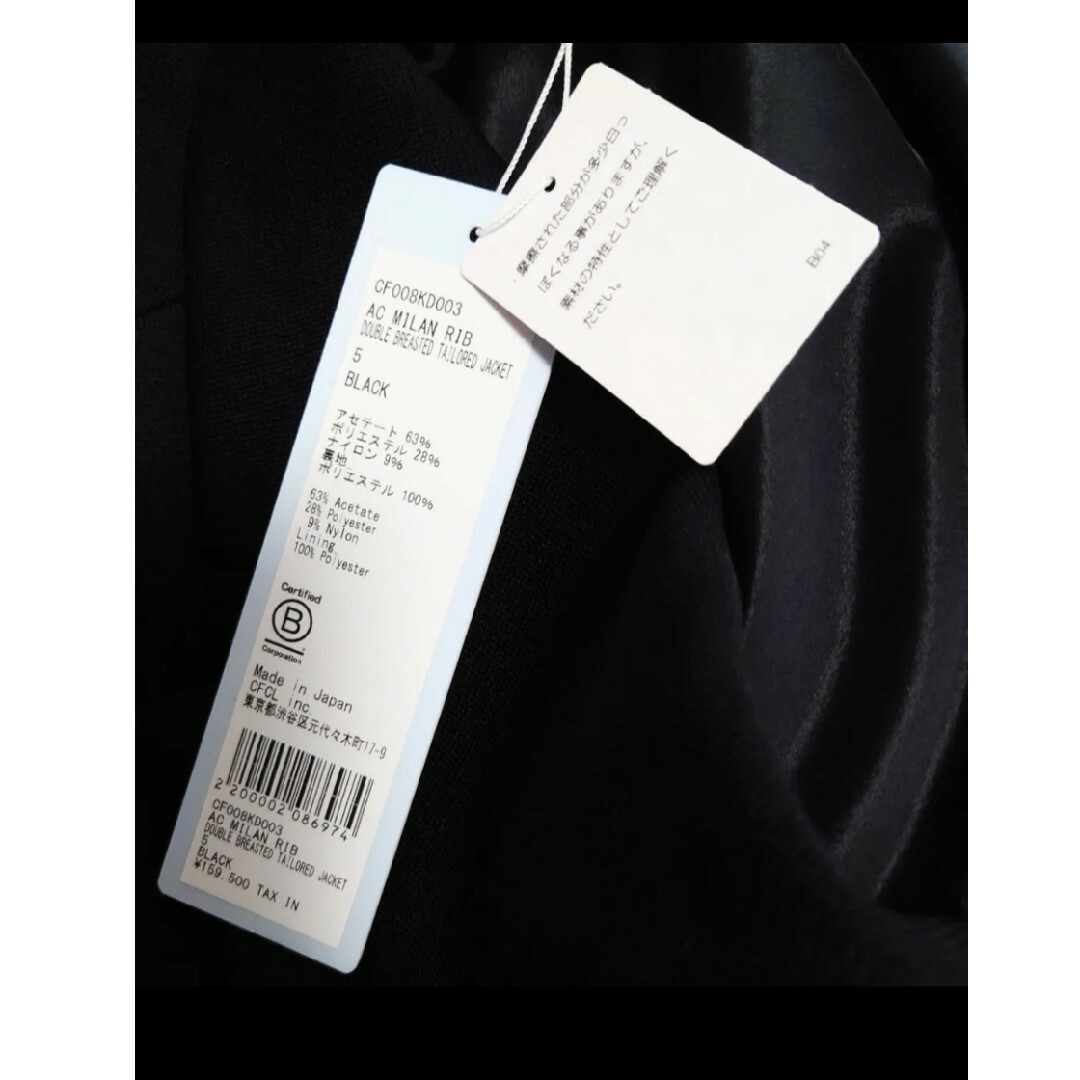 摩擦された部分が多少白っ
ぽくなる事がありますが、
素材の特性としてご理解く
ださい。
B04
CF008KD003
AC MILAN RIB
DOUBLE BREASTED TAILORED JACKET
5
BLACK
アセテート 63%
ポリエステル 28%
ナイロン 9%
裏地
ポリエステル 100%
63% Acetate
28% Polyester
9% Nylon
Lining
100% Polyester
Certified
B
Corporation
Made in Japan
CFCL inc.
東京都渋谷区元代々木町17-9
2 200002 086974
CF008KD003
AC MILAN RIB
DOUBLE BREASTED TAILORED JACKET
5
BLACK
¥159.500 TAX IN